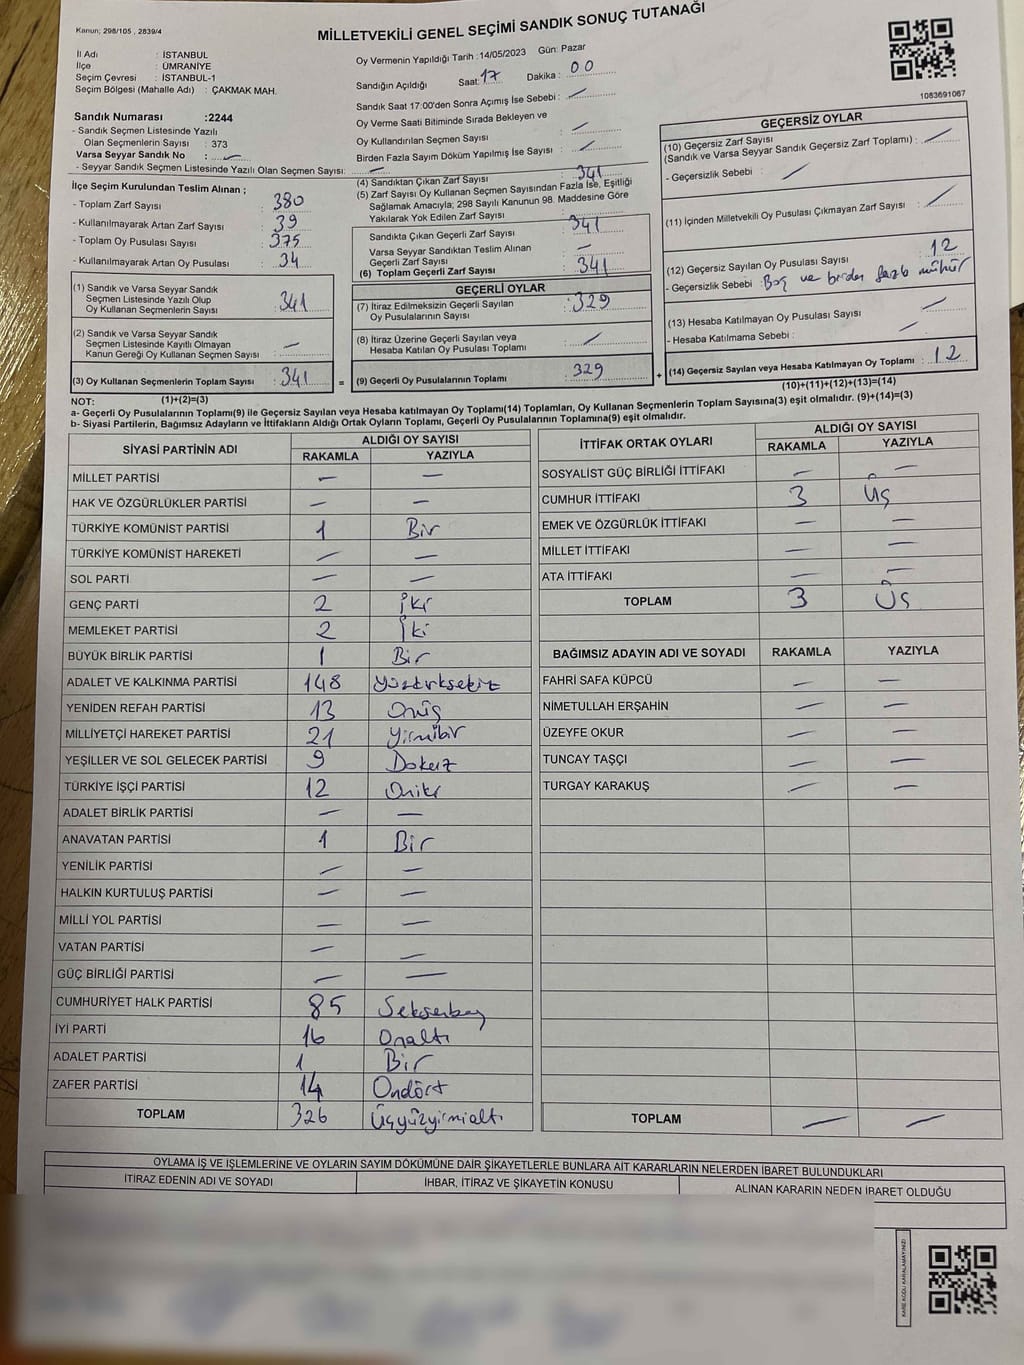 Kanun; 298/105 , 2839/4
MİLLETVEKİLİ GENEL SEÇİMİ SANDIK SONUÇ TUTANAĞI
İl Adı : İSTANBUL
İlçe : ÜMRANİYE
Seçim Çevresi : İSTANBUL-1
Seçim Bölgesi (Mahalle Adı) : ÇAKMAK MAH.
Oy Vermenin Yapıldığı Tarih : 14/05/2023 Gün: Pazar
Sandığın Açıldığı Saat: 17 Dakika : 00
Sandık Saat 17:00'den Sonra Açımış İse Sebebi : —
Oy Verme Saati Bitiminde Sırada Bekleyen ve
Oy Kullandırılan Seçmen Sayısı : —
Birden Fazla Sayım Döküm Yapılmış İse Sayısı : —
1083691067
Sandık Numarası :2244
- Sandık Seçmen Listesinde Yazılı
Olan Seçmenlerin Sayısı : 373
Varsa Seyyar Sandık No : —
- Seyyar Sandık Seçmen Listesinde Yazılı Olan Seçmen Sayısı: —
İlçe Seçim Kurulundan Teslim Alınan ;
- Toplam Zarf Sayısı : 380
- Kullanılmayarak Artan Zarf Sayısı : 39
- Toplam Oy Pusulası Sayısı : 375
- Kullanılmayarak Artan Oy Pusulası : 34
(1) Sandık ve Varsa Seyyar Sandık
Seçmen Listesinde Yazılı Olup
Oy Kullanan Seçmenlerin Sayısı : 341
(2) Sandık ve Varsa Seyyar Sandık
Seçmen Listesinde Kayıtlı Olmayan
Kanun Gereği Oy Kullanan Seçmen Sayısı : —
(3) Oy Kullanan Seçmenlerin Toplam Sayısı : 341
(1)+(2)=(3)
(4) Sandıktan Çıkan Zarf Sayısı : 341
(5) Zarf Sayısı Oy Kullanan Seçmen Sayısından Fazla İse, Eşitliği
Sağlamak Amacıyla; 298 Sayılı Kanunun 98. Maddesine Göre
Yakılarak Yok Edilen Zarf Sayısı :
Sandıkta Çıkan Geçerli Zarf Sayısı : 341
Varsa Seyyar Sandıktan Teslim Alınan
Geçerli Zarf Sayısı : —
(6) Toplam Geçerli Zarf Sayısı : 341
GEÇERLİ OYLAR
(7) İtiraz Edilmeksizin Geçerli Sayılan
Oy Pusulalarının Sayısı : 329
(8) İtiraz Üzerine Geçerli Sayılan veya
Hesaba Katılan Oy Pusulası Toplamı : —
= (9) Geçerli Oy Pusulalarının Toplamı : 329
GEÇERSİZ OYLAR
(10) Geçersiz Zarf Sayısı
(Sandık ve Varsa Seyyar Sandık Geçersiz Zarf Toplamı) : —
- Geçersizlik Sebebi : —
(11) İçinden Milletvekili Oy Pusulası Çıkmayan Zarf Sayısı : —
(12) Geçersiz Sayılan Oy Pusulası Sayısı : 12
- Geçersizlik Sebebi : Boş ve birden fazla mühür
(13) Hesaba Katılmayan Oy Pusulası Sayısı : —
- Hesaba Katılmama Sebebi : —
+ (14) Geçersiz Sayılan veya Hesaba Katılmayan Oy Toplamı : 12
(10)+(11)+(12)+(13)=(14)
NOT:
a- Geçerli Oy Pusulalarının Toplamı(9) ile Geçersiz Sayılan veya Hesaba katılmayan Oy Toplamı(14) Toplamları, Oy Kullanan Seçmenlerin Toplam Sayısına(3) eşit olmalıdır. (9)+(14)=(3)
b- Siyasi Partilerin, Bağımsız Adayların ve İttifakların Aldığı Ortak Oyların Toplamı, Geçerli Oy Pusulalarının Toplamına(9) eşit olmalıdır.
SİYASİ PARTİNİN ADI ALDIĞI OY SAYISI
RAKAMLA YAZIYLA
MİLLET PARTİSİ — —
HAK VE ÖZGÜRLÜKLER PARTİSİ — —
TÜRKİYE KOMÜNİST PARTİSİ 1 Bir
TÜRKİYE KOMÜNİST HAREKETİ — —
SOL PARTİ — —
GENÇ PARTİ 2 İki
MEMLEKET PARTİSİ 2 İki
BÜYÜK BİRLİK PARTİSİ 1 Bir
ADALET VE KALKINMA PARTİSİ 148 Yüzkırksekiz
YENİDEN REFAH PARTİSİ 13 Onüç
MİLLİYETÇİ HAREKET PARTİSİ 21 Yirmibir
YEŞİLLER VE SOL GELECEK PARTİSİ 9 Dokuz
TÜRKİYE İŞÇİ PARTİSİ 12 Oniki
ADALET BİRLİK PARTİSİ — —
ANAVATAN PARTİSİ 1 Bir
YENİLİK PARTİSİ — —
HALKIN KURTULUŞ PARTİSİ — —
MİLLİ YOL PARTİSİ — —
VATAN PARTİSİ — —
GÜÇ BİRLİĞİ PARTİSİ — —
CUMHURİYET HALK PARTİSİ 85 Seksenbeş
İYİ PARTİ 16 Onaltı
ADALET PARTİSİ 1 Bir
ZAFER PARTİSİ 14 Ondört
TOPLAM 326 Üçyüzyirmialtı
İTTİFAK ORTAK OYLARI ALDIĞI OY SAYISI
RAKAMLA YAZIYLA
SOSYALİST GÜÇ BİRLİĞİ İTTİFAKI — —
CUMHUR İTTİFAKI 3 Üç
EMEK VE ÖZGÜRLÜK İTTİFAKI — —
MİLLET İTTİFAKI — —
ATA İTTİFAKI — —
TOPLAM 3 Üç
BAĞIMSIZ ADAYIN ADI VE SOYADI RAKAMLA YAZIYLA
FAHRİ SAFA KÜPCÜ — —
NİMETULLAH ERŞAHİN — —
ÜZEYFE OKUR — —
TUNCAY TAŞÇI — —
TURGAY KARAKUŞ — —
TOPLAM — —
OYLAMA İŞ VE İŞLEMLERİNE VE OYLARIN SAYIM DÖKÜMÜNE DAİR ŞİKAYETLERLE BUNLARA AİT KARARLARIN NELERDEN İBARET BULUNDUKLARI
İTİRAZ EDENİN ADI VE SOYADI İHBAR, İTİRAZ VE ŞİKAYETİN KONUSU ALINAN KARARIN NEDEN İBARET OLDUĞU
KARE KODU KARALAMAYINIZ!